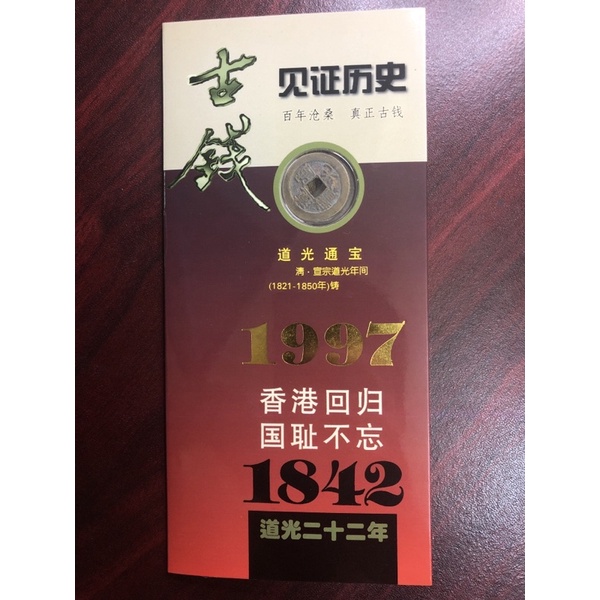 古钱
见证历史
百年沧桑 真正古钱
道光通宝
清·宣宗道光年间
(1821-1850年)铸
1997
香港回归
国耻不忘
1842
道光二十二年